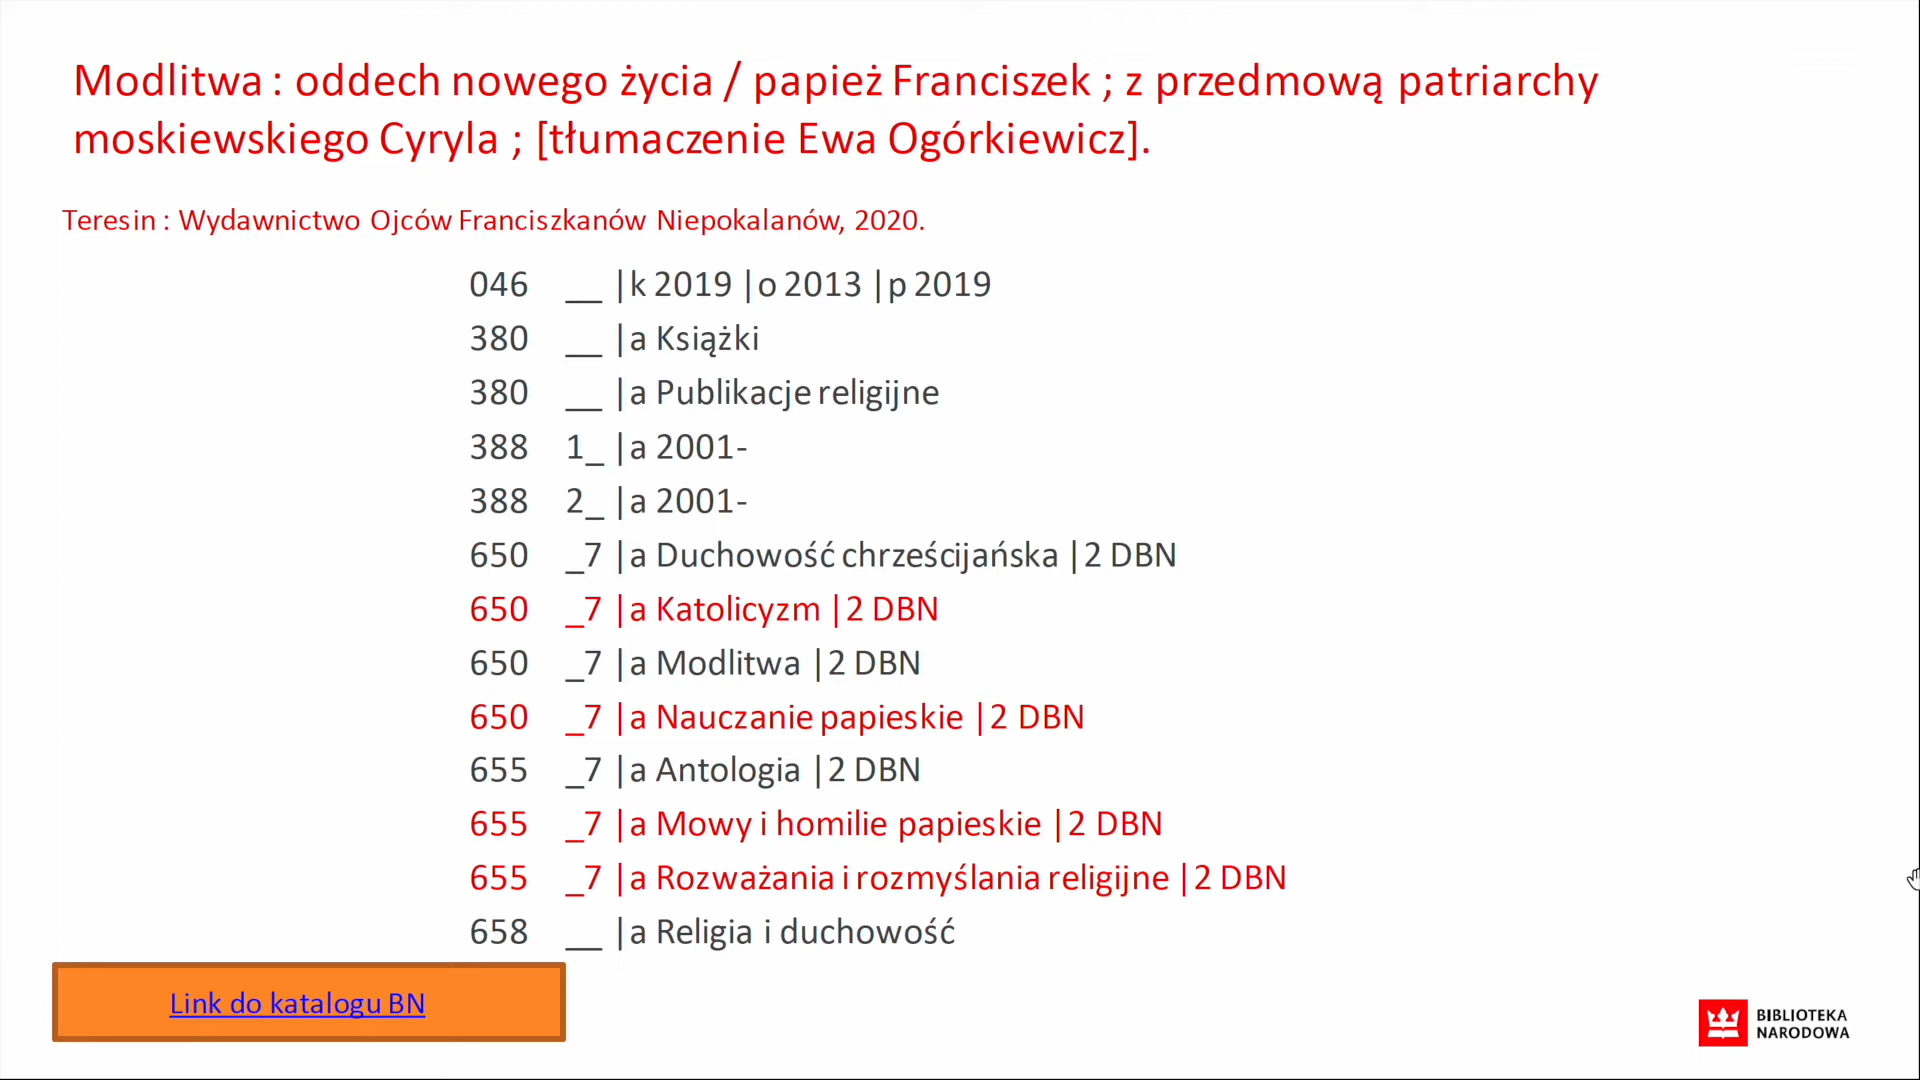 Modlitwa : oddech nowego życia / papież Franciszek ; z przedmową patriarchy
moskiewskiego Cyryla ; [tłumaczenie Ewa Ogórkiewicz].
Teresin : Wydawnictwo Ojców Franciszkanów Niepokalanów, 2020.
046 __ |k 2019 |o 2013 |p 2019
380 __ |a Książki
380 __ |a Publikacje religijne
388 1_ |a 2001-
388 2_ |a 2001-
650 _7 |a Duchowość chrześcijańska |2 DBN
650 _7 |a Katolicyzm |2 DBN
650 _7 |a Modlitwa |2 DBN
650 _7 |a Nauczanie papieskie |2 DBN
655 _7 |a Antologia |2 DBN
655 _7 |a Mowy i homilie papieskie |2 DBN
655 _7 |a Rozważania i rozmyślania religijne |2 DBN
658 __ |a Religia i duchowość
Link do katalogu BN
BIBLIOTEKA
NARODOWA